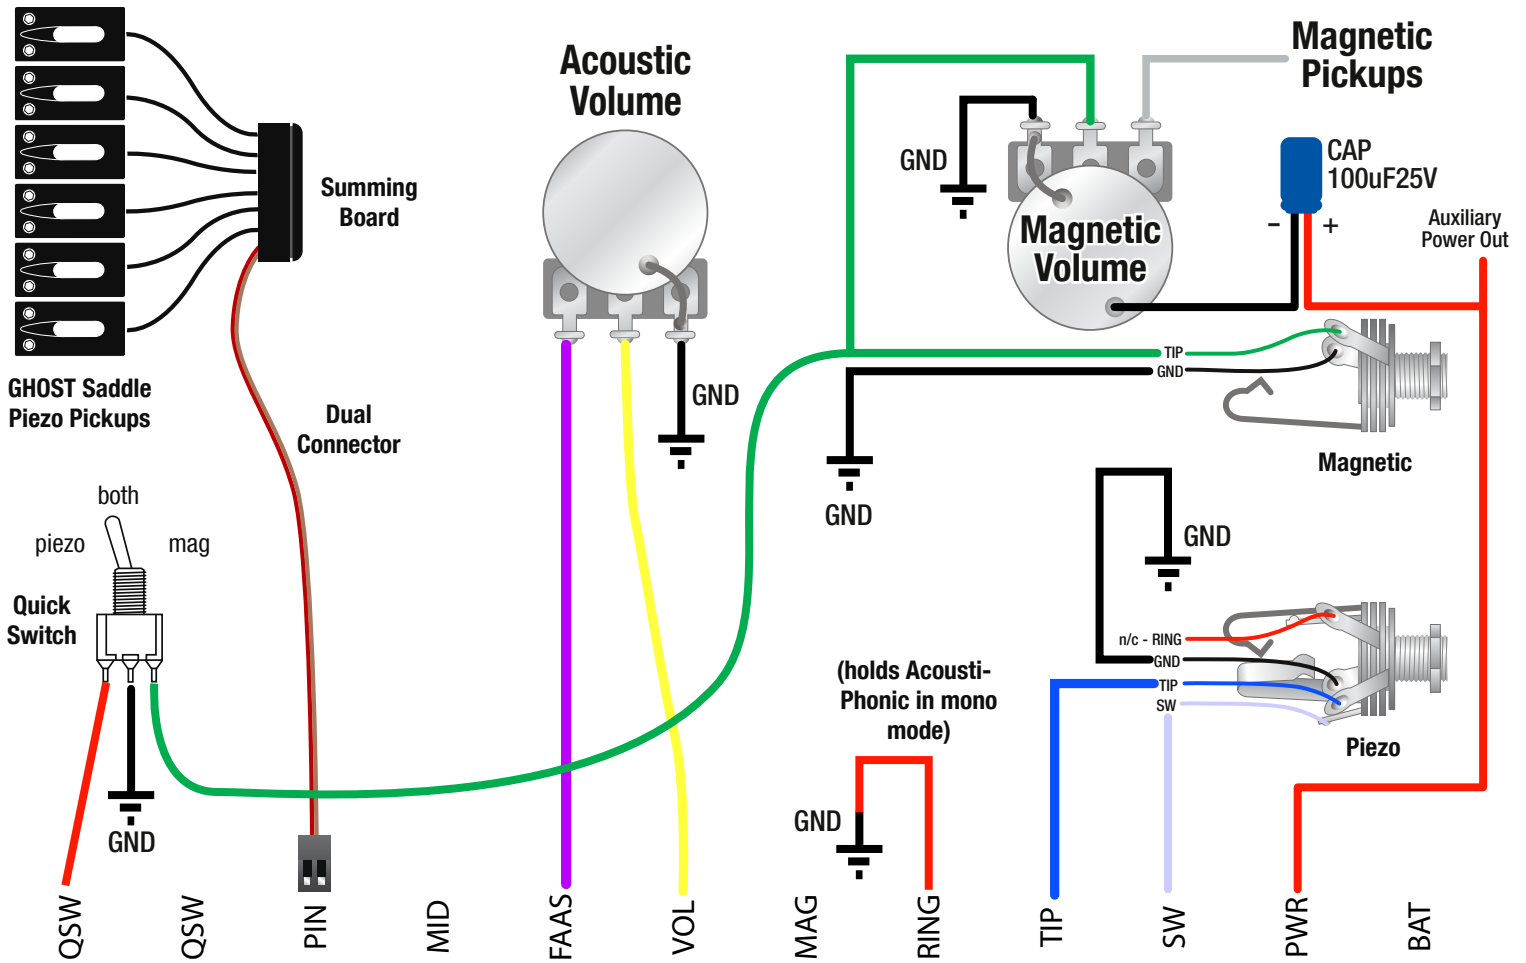 Acoustic
Volume
Magnetic
Pickups
GND
CAP
100uF25V
-
+
Auxiliary
Power Out
Summing
Board
Magnetic
Volume
GHOST Saddle
Piezo Pickups
Dual
Connector
GND
TIP
GND
Magnetic
GND
both
piezo
mag
Quick
Switch
GND
GND
n/c - RING
GND
TIP
SW
Piezo
(holds Acousti-
Phonic in mono
mode)
GND
QSW
QSW
PIN
MID
FAAS
VOL
MAG
RING
TIP
SW
PWR
BAT